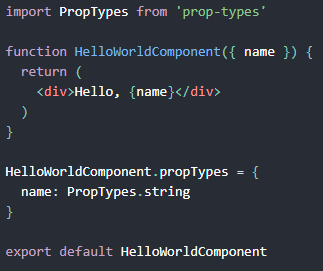 import PropTypes from 'prop-types'

function HelloWorldComponent({ name }) {
  return (
    <div>Hello, {name}</div>
  )
}

HelloWorldComponent.propTypes = {
  name: PropTypes.string
}

export default HelloWorldComponent